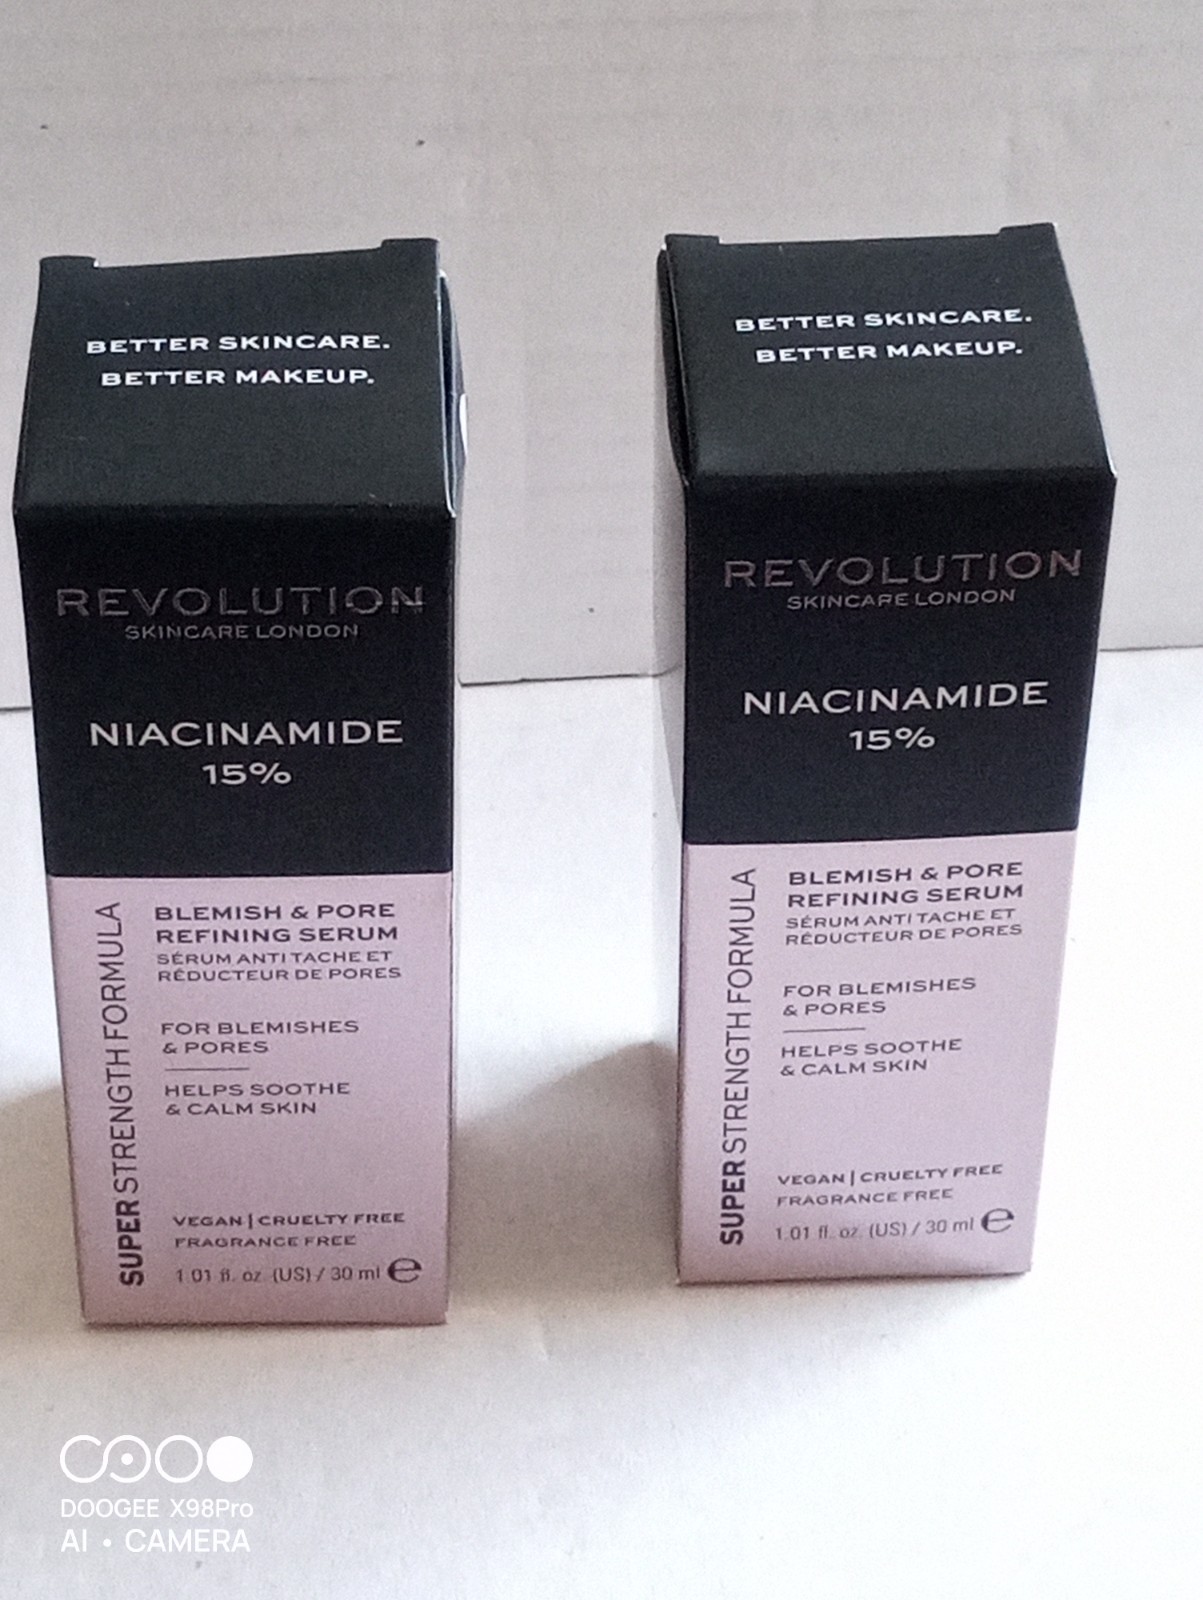 BETTER SKINCARE.
BETTER MAKEUP.
REVOLUTION
SKINCARE LONDON
NIACINAMIDE
15%
SUPER STRENGTH FORMULA
BLEMISH & PORE
REFINING SERUM
SÉRUM ANTI TACHE ET
RÉDUCTEUR DE PORES
FOR BLEMISHES
& PORES
HELPS SOOTHE
& CALM SKIN
VEGAN | CRUELTY FREE
FRAGRANCE FREE
1.01 fl. oz. (US) / 30 ml e
BETTER SKINCARE.
BETTER MAKEUP.
REVOLUTION
SKINCARE LONDON
NIACINAMIDE
15%
SUPER STRENGTH FORMULA
BLEMISH & PORE
REFINING SERUM
SÉRUM ANTI TACHE ET
RÉDUCTEUR DE PORES
FOR BLEMISHES
& PORES
HELPS SOOTHE
& CALM SKIN
VEGAN | CRUELTY FREE
FRAGRANCE FREE
1.01 fl. oz. (US) / 30 ml e
DOOGEE X98Pro
AI • CAMERA